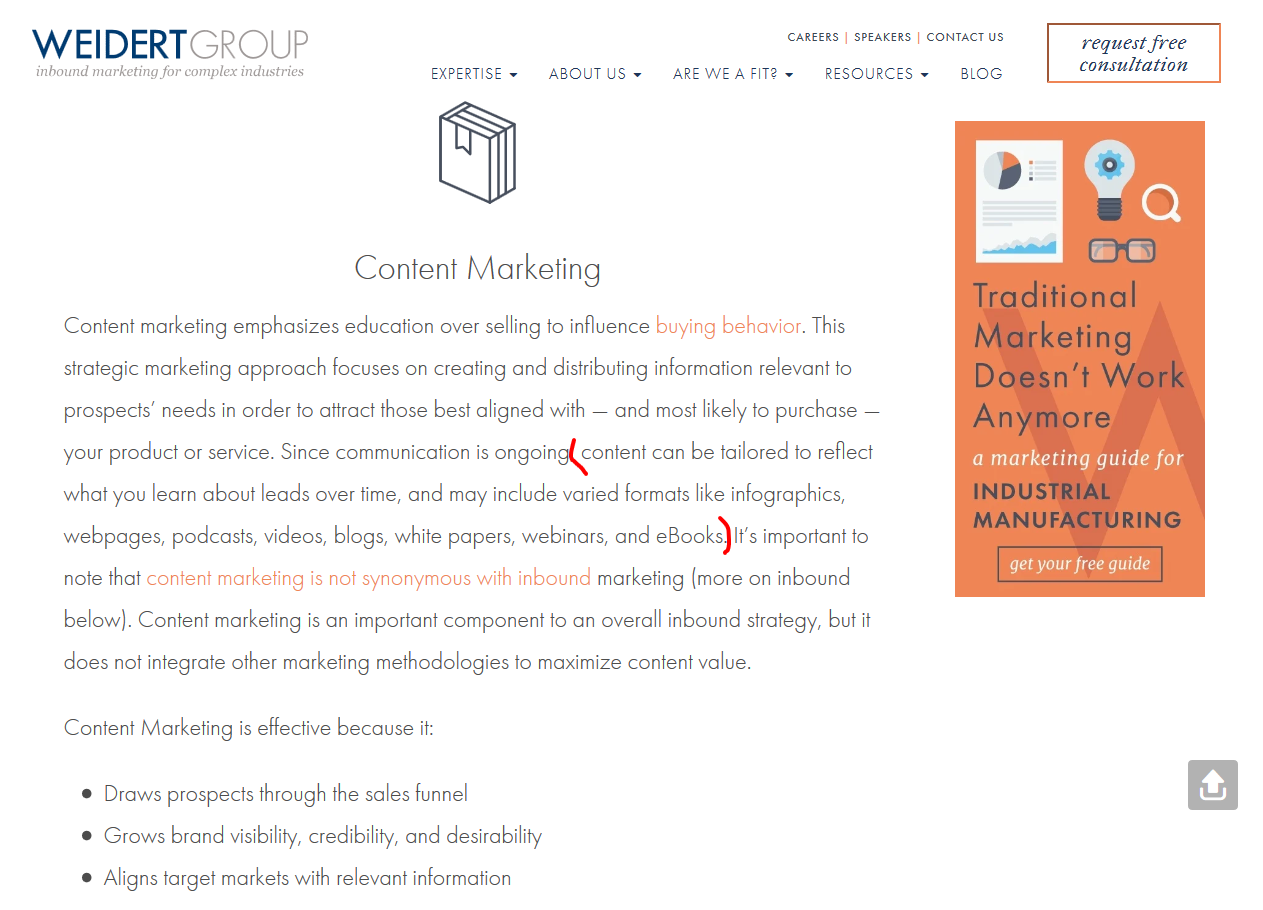 WEIDERTGROUP
inbound marketing for complex industries
CAREERS | SPEAKERS | CONTACT US
EXPERTISE ABOUT US ARE WE A FIT? RESOURCES BLOG
request free
consultation
Content Marketing
Content marketing emphasizes education over selling to influence buying behavior. This
strategic marketing approach focuses on creating and distributing information relevant to
prospects’ needs in order to attract those best aligned with — and most likely to purchase —
your product or service. Since communication is ongoing, content can be tailored to reflect
what you learn about leads over time, and may include varied formats like infographics,
webpages, podcasts, videos, blogs, white papers, webinars, and eBooks. It’s important to
note that content marketing is not synonymous with inbound marketing (more on inbound
below). Content marketing is an important component to an overall inbound strategy, but it
does not integrate other marketing methodologies to maximize content value.
Content Marketing is effective because it:
Draws prospects through the sales funnel
Grows brand visibility, credibility, and desirability
Aligns target markets with relevant information
Traditional
Marketing
Doesn’t Work
Anymore
a marketing guide for
INDUSTRIAL
MANUFACTURING
get your free guide